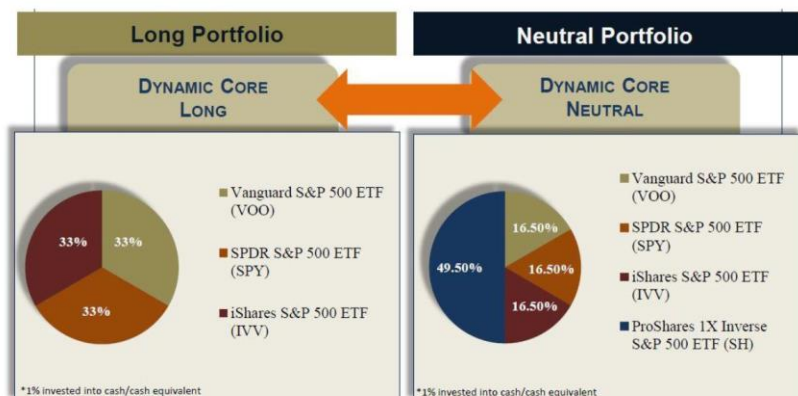 Long Portfolio
DYNAMIC CORE
LONG
33%
33%
33%
Vanguard S&P 500 ETF
(VOO)
SPDR S&P 500 ETF
(SPY)
iShares S&P 500 ETF
(IVV)
*1% invested into cash/cash equivalent
Neutral Portfolio
DYNAMIC CORE
NEUTRAL
16.50%
49.50%
16.50%
16.50%
Vanguard S&P 500 ETF
(VOO)
SPDR S&P 500 ETF
(SPY)
iShares S&P 500 ETF
(IVV)
ProShares 1X Inverse
S&P 500 ETF (SH)
*1% invested into cash/cash equivalent